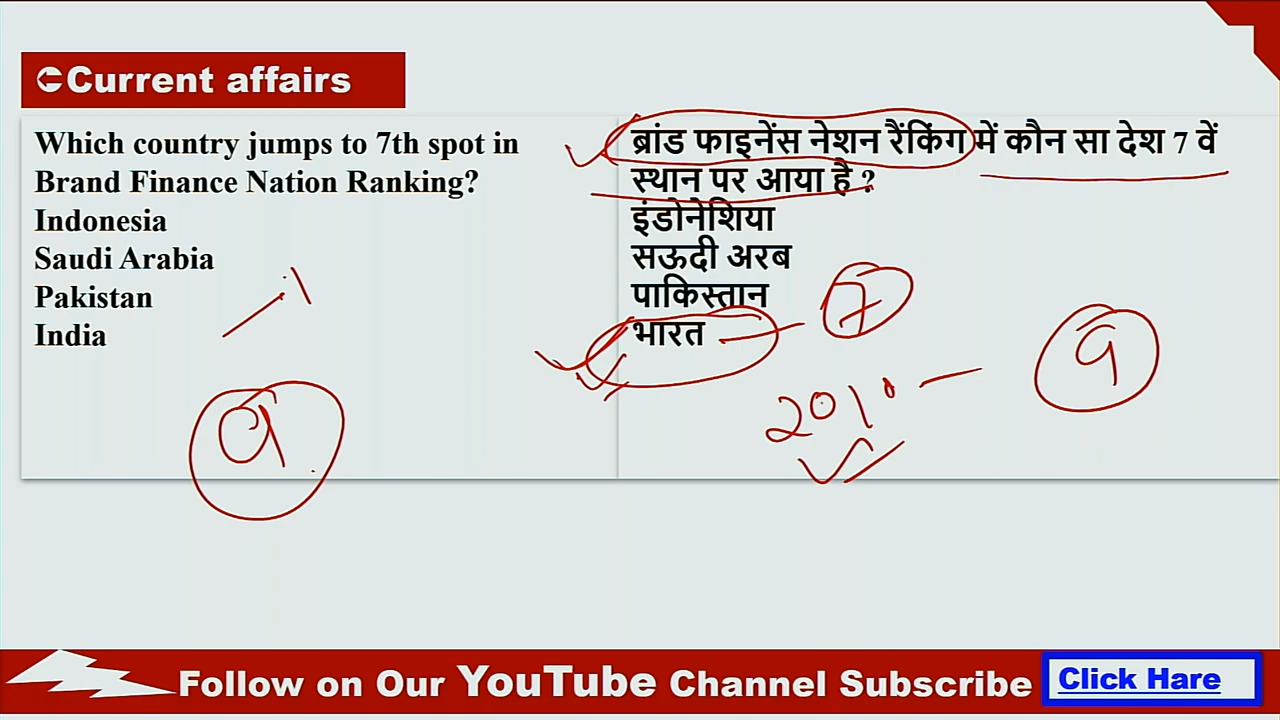 Current affairs
Which country jumps to 7th spot in
Brand Finance Nation Ranking?
Indonesia
Saudi Arabia
Pakistan
India
ब्रांड फाइनेंस नेशन रैंकिंग में कौन सा देश 7 वें
स्थान पर आया है ?
इंडोनेशिया
सऊदी अरब
पाकिस्तान
भारत
7
9
9
Follow on Our YouTube Channel Subscribe
Click Hare